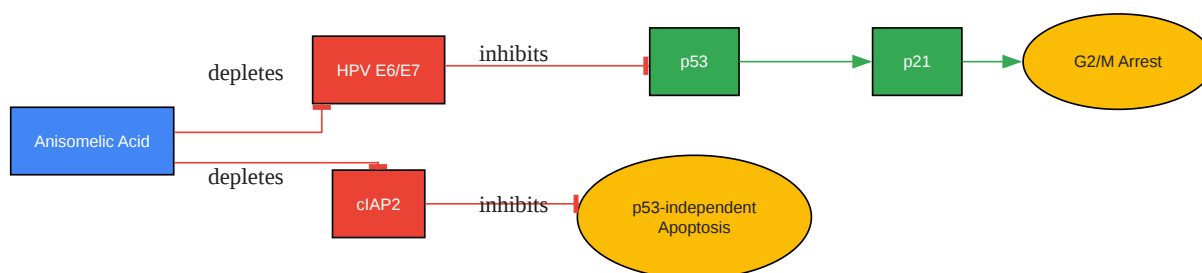 depletes
HPV E6/E7
inhibits
p53
p21
G2/M Arrest
Anisomelic Acid
depletes
cIAP2
inhibits
p53-independent
Apoptosis